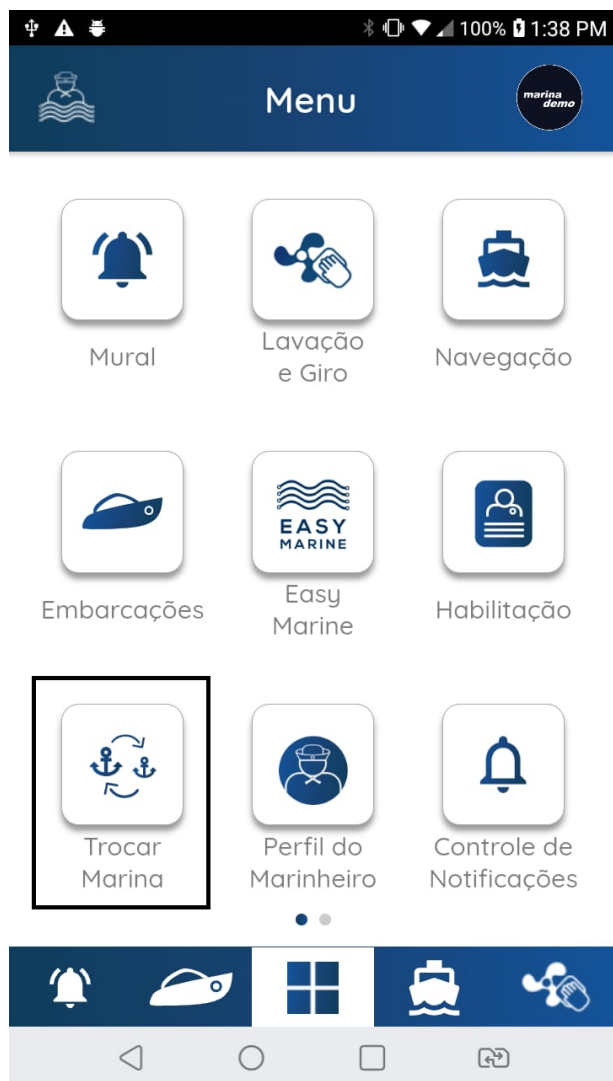 100% 1:38 PM
Menu
marina
demo
Mural
Lavação
e Giro
Navegação
EASY
MARINE
Embarcações
Easy
Marine
Habilitação
Trocar
Marina
Perfil do
Marinheiro
Controle de
Notificações